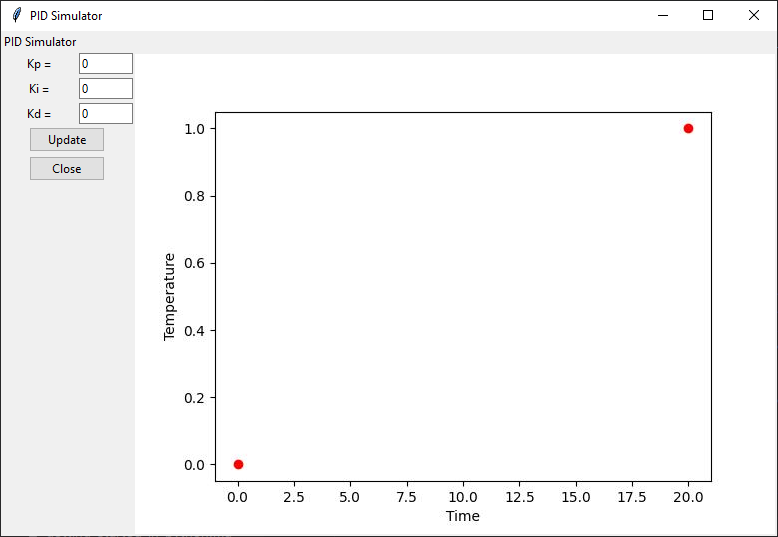 PID Simulator
PID Simulator
Kp = 0
Ki = 0
Kd = 0
Update
Close
1.0
0.8
0.6
0.4
0.2
0.0
Temperature
0.0 2.5 5.0 7.5 10.0 12.5 15.0 17.5 20.0
Time